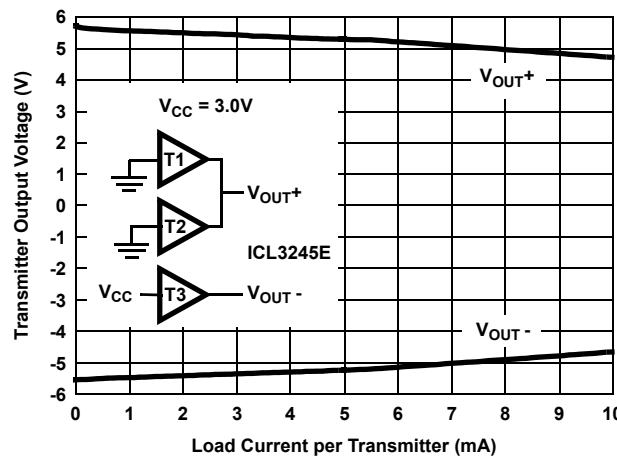 Transmitter Output Voltage (V)
6
5
4
3
2
1
0
-1
-2
-3
-4
-5
-6
VOUT+
VCC = 3.0V
T1
VOUT+
T2
ICL3245E
VCC
T3
VOUT -
VOUT -
0 1 2 3 4 5 6 7 8 9 10
Load Current per Transmitter (mA)